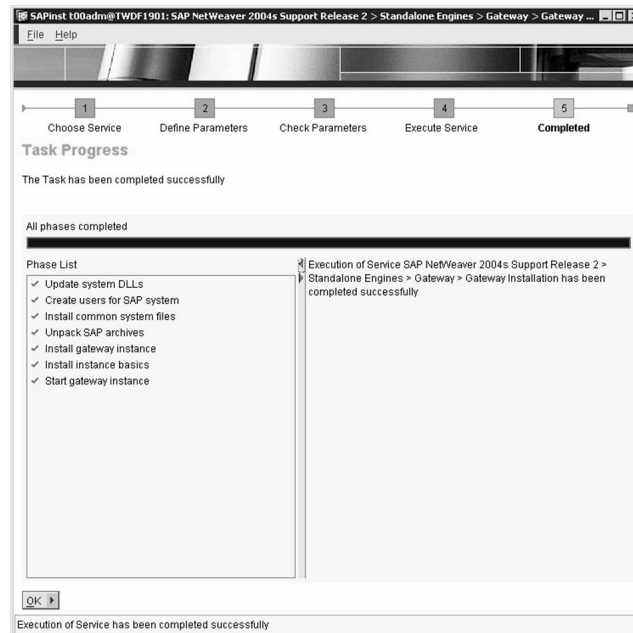 SAPinst t00adm@TWDF1901: SAP NetWeaver 2004s Support Release 2 > Standalone Engines > Gateway > Gateway ...
File Help
1 2 3 4 5
Choose Service Define Parameters Check Parameters Execute Service Completed
Task Progress
The Task has been completed successfully
All phases completed
Phase List
Update system DLLs
Create users for SAP system
Install common system files
Unpack SAP archives
Install gateway instance
Install instance basics
Start gateway instance
Execution of Service SAP NetWeaver 2004s Support Release 2 >
Standalone Engines > Gateway > Gateway Installation has been
completed successfully
OK
Execution of Service has been completed successfully